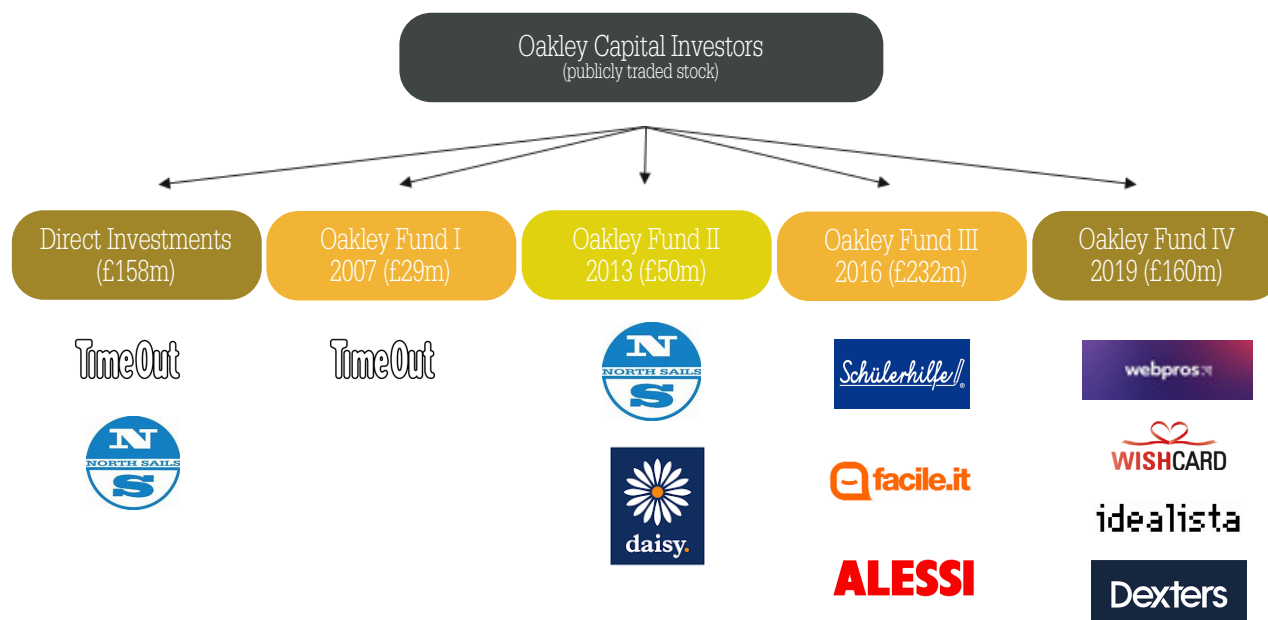 Oakley Capital Investors
(publicly traded stock)
Direct Investments
(£158m)
Oakley Fund I
2007 (£29m)
Oakley Fund II
2013 (£50m)
Oakley Fund III
2016 (£232m)
Oakley Fund IV
2019 (£160m)
TimeOut
N
NORTH SAILS
S
TimeOut
N
NORTH SAILS
S
daisy.
Schülerhilfe!®
facile.it
ALESSI
webpros
WISHCARD
idealista
Dexters